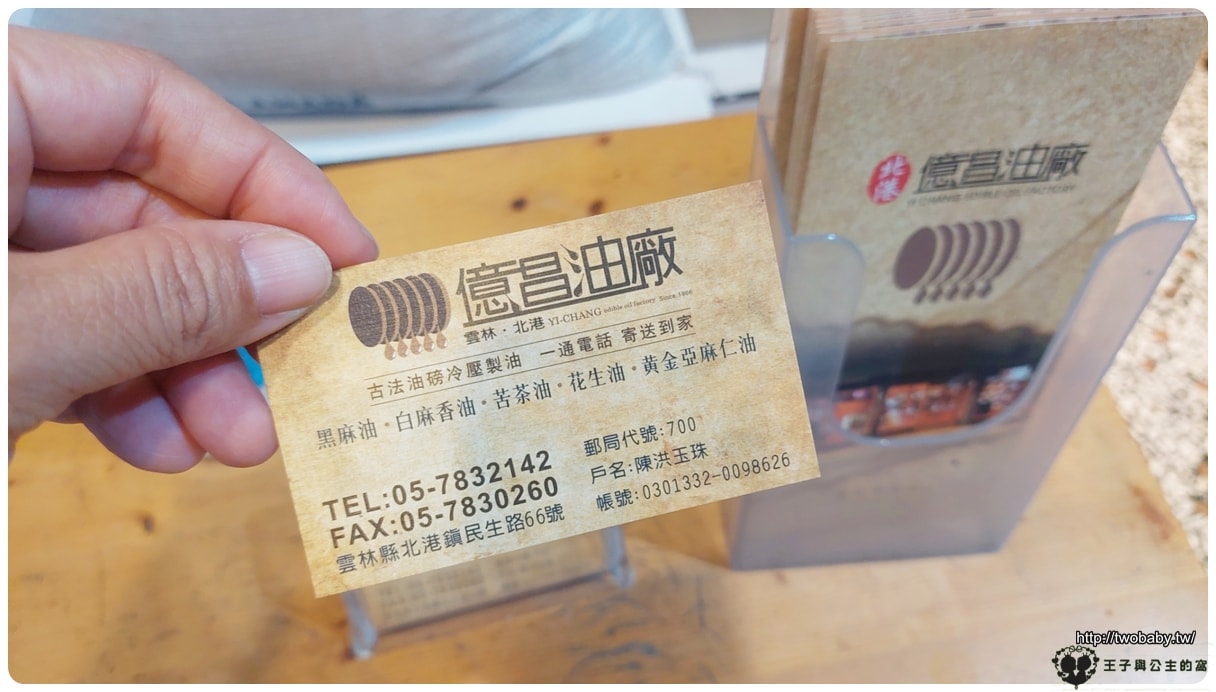 億昌油廠
雲林·北港 YI-CHANG edible oil factory Since 1966
古法油磅冷壓製油 一通電話 寄送到家
黑麻油·白麻香油·苦茶油·花生油·黃金亞麻仁油
TEL:05-7832142
FAX:05-7830260
雲林縣北港鎮民生路66號
郵局代號:700
戶名:陳洪玉珠
帳號:0301332-0098626
北港
億昌油廠
YI CHANG EDIBLE OIL FACTORY
http://twobaby.tw/
王子與公主的窩